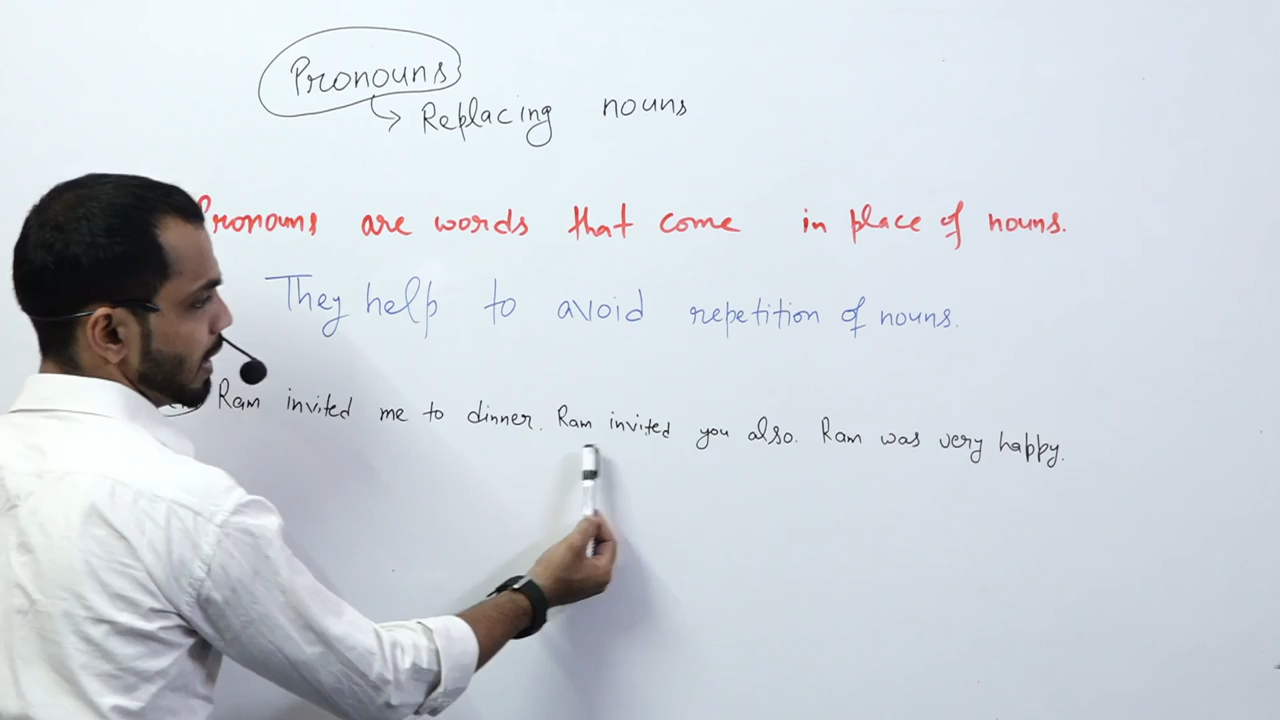 Pronouns
Replacing nouns
Pronouns are words that come in place of nouns.
They help to avoid repetition of nouns.
Ram invited me to dinner. Ram invited you also. Ram was very happy.